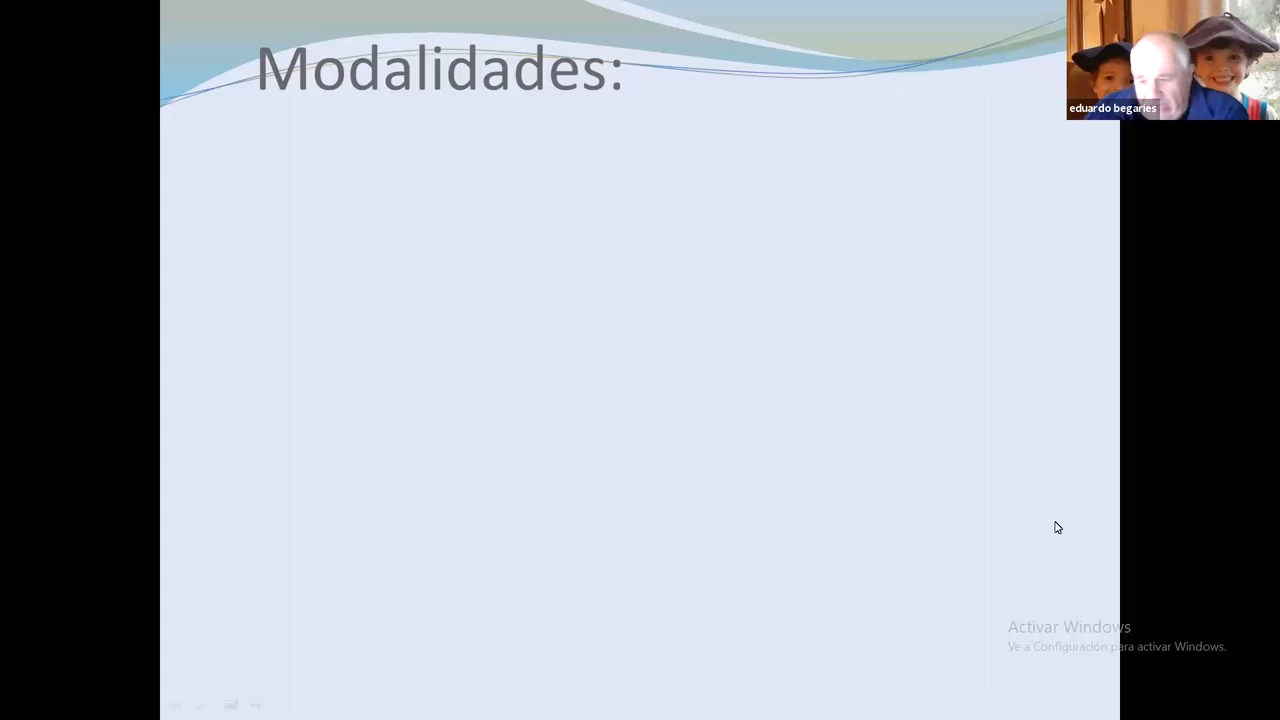 Modalidades:
eduardo begaries
Activar Windows
Ve a Configuración para activar Windows.